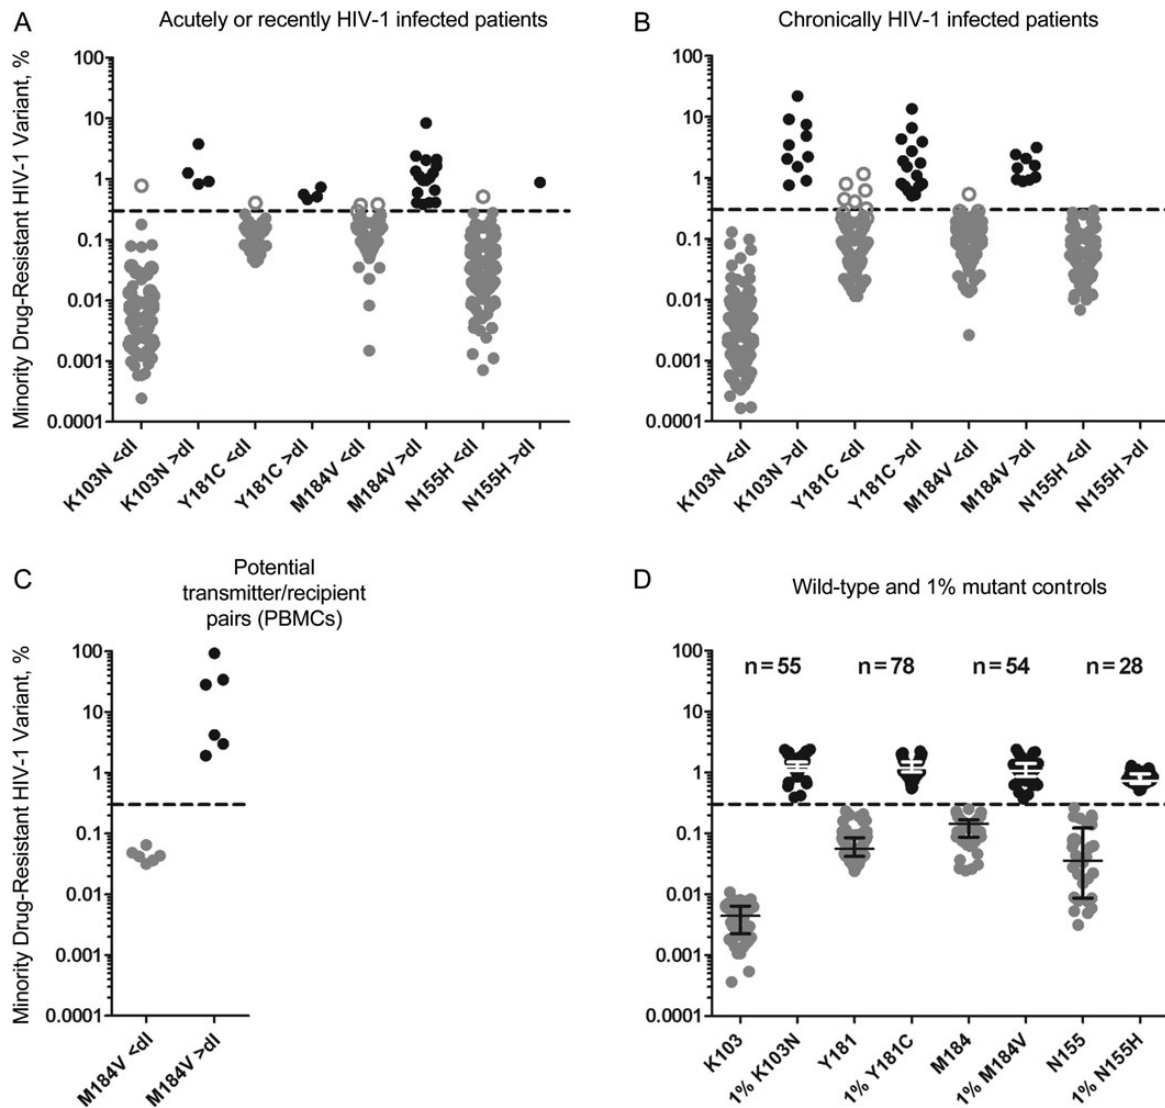 A
Acutely or recently HIV-1 infected patients
Minority Drug-Resistant HIV-1 Variant, %
100
10
1
0.1
0.01
0.001
0.0001
K103N <dl
K103N >dl
Y181C <dl
Y181C >dl
M184V <dl
M184V >dl
N155H <dl
N155H >dl
B
Chronically HIV-1 infected patients
100
10
1
0.1
0.01
0.001
0.0001
K103N <dl
K103N >dl
Y181C <dl
Y181C >dl
M184V <dl
M184V >dl
N155H <dl
N155H >dl
C
Potential
transmitter/recipient
pairs (PBMCs)
Minority Drug-Resistant HIV-1 Variant, %
100
10
1
0.1
0.01
0.001
0.0001
M184V <dl
M184V >dl
D
Wild-type and 1% mutant controls
100
10
1
0.1
0.01
0.001
0.0001
n=55
n=78
n=54
n=28
K103
1% K103N
Y181
1% Y181C
M184
1% M184V
N155
1% N155H